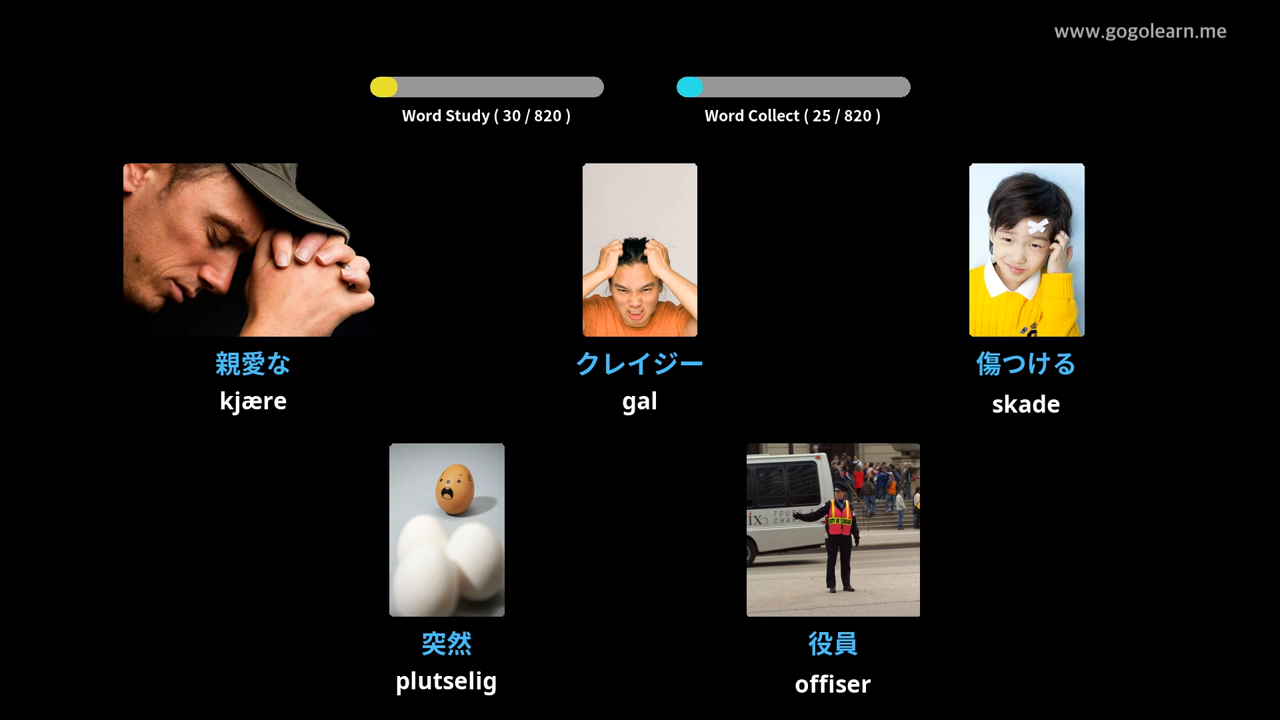 www.gogolearn.me
Word Study ( 30 / 820 )
Word Collect ( 25 / 820 )
親愛な
クレイジー
傷つける
kjære
gal
skade
突然
役員
plutselig
offiser